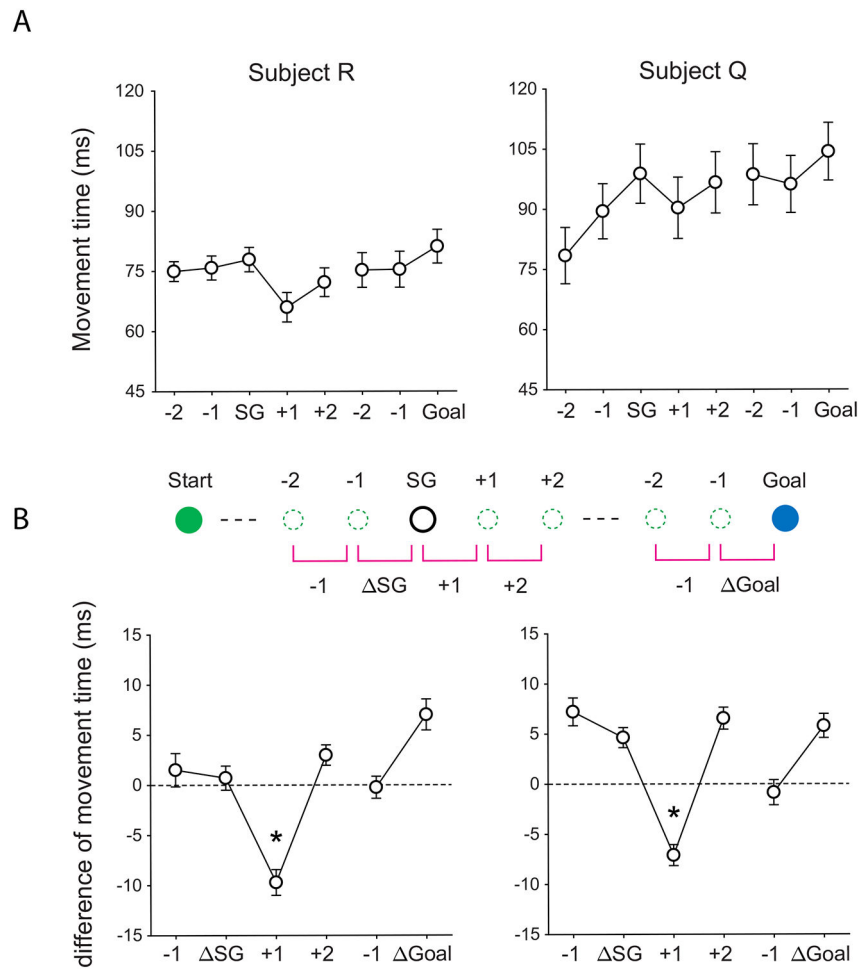 A
Subject R
Subject Q
Movement time (ms)
120
105
90
75
60
45
-2 -1 SG +1 +2 -2 -1 Goal
120
105
90
75
60
45
-2 -1 SG +1 +2 -2 -1 Goal
B
Start -2 -1 SG +1 +2 -2 -1 Goal
-1 ΔSG +1 +2 -1 ΔGoal
difference of movement time (ms)
15
10
5
0
-5
-10
-15
*
-1 ΔSG +1 +2 -1 ΔGoal
15
10
5
0
-5
-10
-15
*
-1 ΔSG +1 +2 -1 ΔGoal